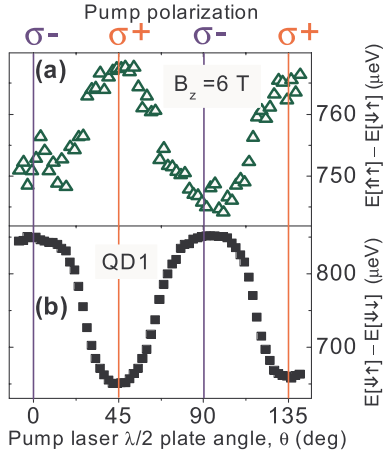 Pump polarization
σ- σ+ σ- σ+
(a)
B_z=6 T
760
750
E[⇑↑] − E[⇓↑] (μeV)
QD1
(b)
800
700
E[⇓↑] − E[⇓↓] (μeV)
0 45 90 135
Pump laser λ/2 plate angle, θ (deg)